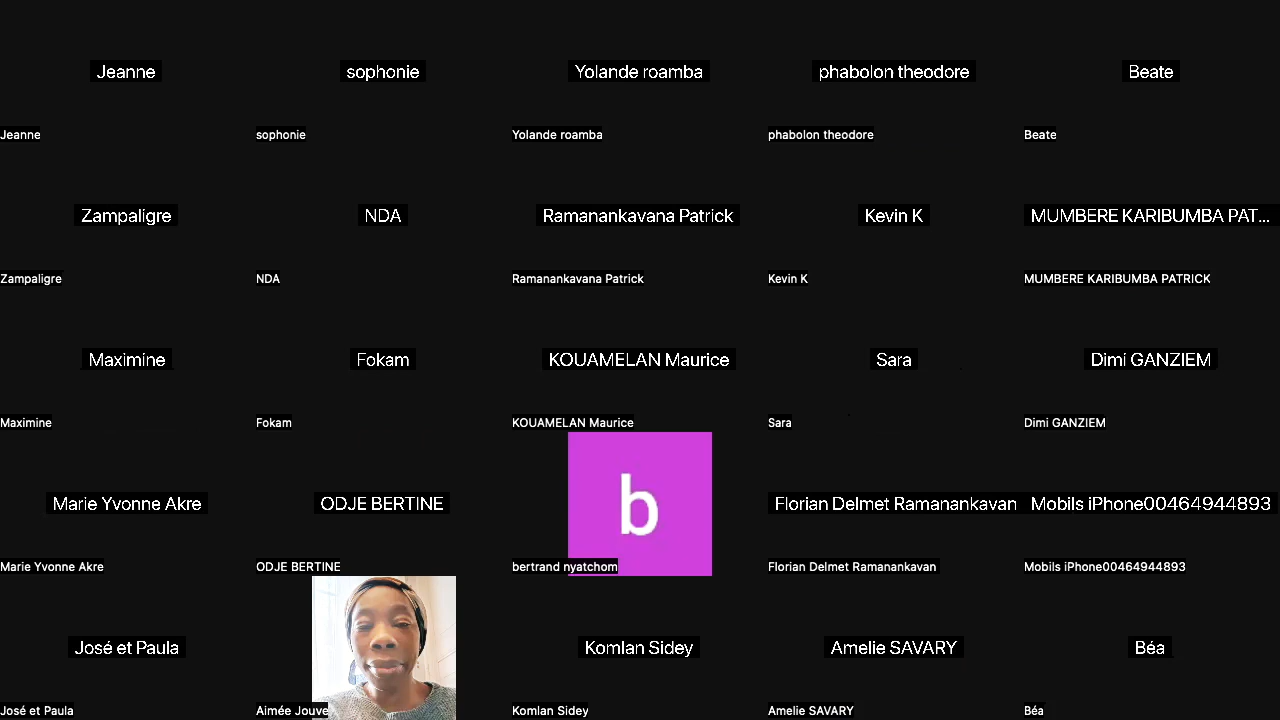 Jeanne
sophonie
Yolande roamba
phabolon theodore
Beate
Jeanne
sophonie
Yolande roamba
phabolon theodore
Beate
Zampaligre
NDA
Ramanankavana Patrick
Kevin K
MUMBERE KARIBUMBA PAT...
Zampaligre
NDA
Ramanankavana Patrick
Kevin K
MUMBERE KARIBUMBA PATRICK
Maximine
Fokam
KOUAMELAN Maurice
Sara
Dimi GANZIEM
Maximine
Fokam
KOUAMELAN Maurice
Sara
Dimi GANZIEM
Marie Yvonne Akre
ODJE BERTINE
b
Florian Delmet Ramanankavan
Mobils iPhone00464944893
Marie Yvonne Akre
ODJE BERTINE
bertrand nyatchom
Florian Delmet Ramanankavan
Mobils iPhone00464944893
José et Paula
Komlan Sidey
Amelie SAVARY
Béa
José et Paula
Aimée Jouve
Komlan Sidey
Amelie SAVARY
Béa